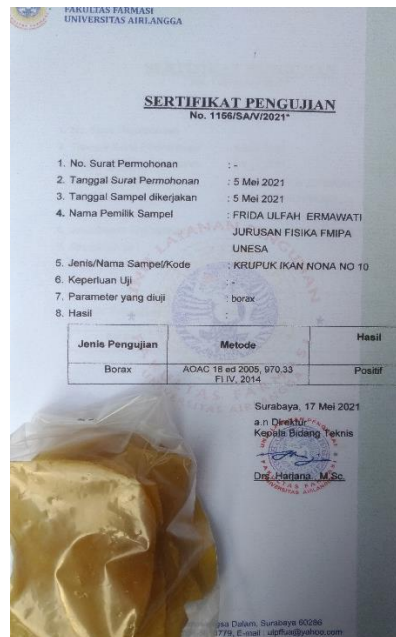 FAKULTAS FARMASI
UNIVERSITAS AIRLANGGA
SERTIFIKAT PENGUJIAN
No. 1156/SA/V/2021*
1. No. Surat Permohonan : -
2. Tanggal Surat Permohonan : 5 Mei 2021
3. Tanggal Sampel dikerjakan : 5 Mei 2021
4. Nama Pemilik Sampel : FRIDA ULFAH ERMAWATI
JURUSAN FISIKA FMIPA
UNESA
5. Jenis/Nama Sampel/Kode : KRUPUK IKAN NONA NO 10
6. Keperluan Uji : -
7. Parameter yang diuji : borax
8. Hasil :
Jenis Pengujian Metode Hasil
Borax AOAC 18 ed 2005, 970.33 Positif
FI IV, 2014
Surabaya, 17 Mei 2021
a.n Direktur
Kepala Bidang Teknis
Drs. Harjana, M.Sc.
Dalam, Surabaya 60286
E-mail : ulpffua@yahoo.com